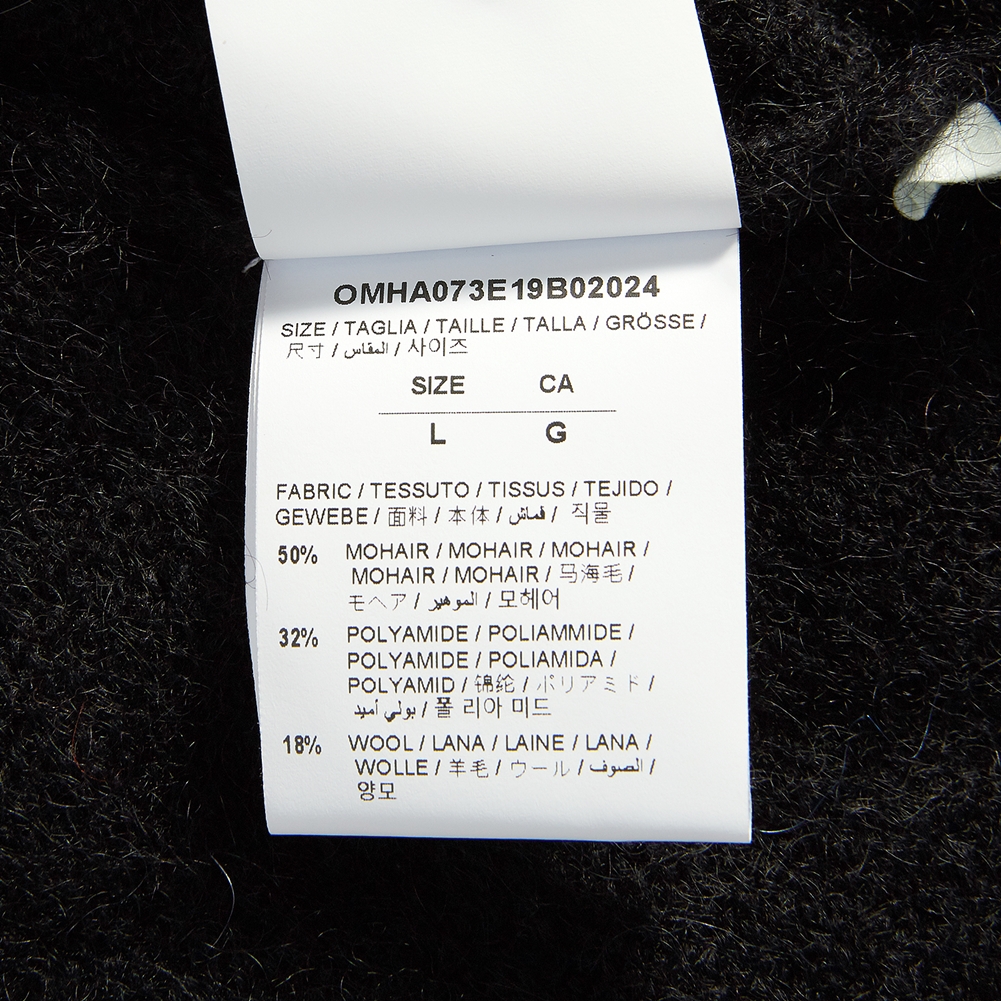 OMHA073E19B02024
SIZE / TAGLIA / TAILLE / TALLA / GRÖSSE /
尺寸 / المقاس / 사이즈
SIZE CA
L G
FABRIC / TESSUTO / TISSUS / TEJIDO /
GEWEBE / 面料 / 本体 / قماش / 직물
50% MOHAIR / MOHAIR / MOHAIR /
MOHAIR / MOHAIR / 马海毛 /
モヘア / الموهير / 모헤어
32% POLYAMIDE / POLIAMMIDE /
POLYAMIDE / POLIAMIDA /
POLYAMID / 锦纶 / ポリアミド /
بولي أميد / 폴 리아 미드
18% WOOL / LANA / LAINE / LANA /
WOLLE / 羊毛 / ウール / الصوف /
양모